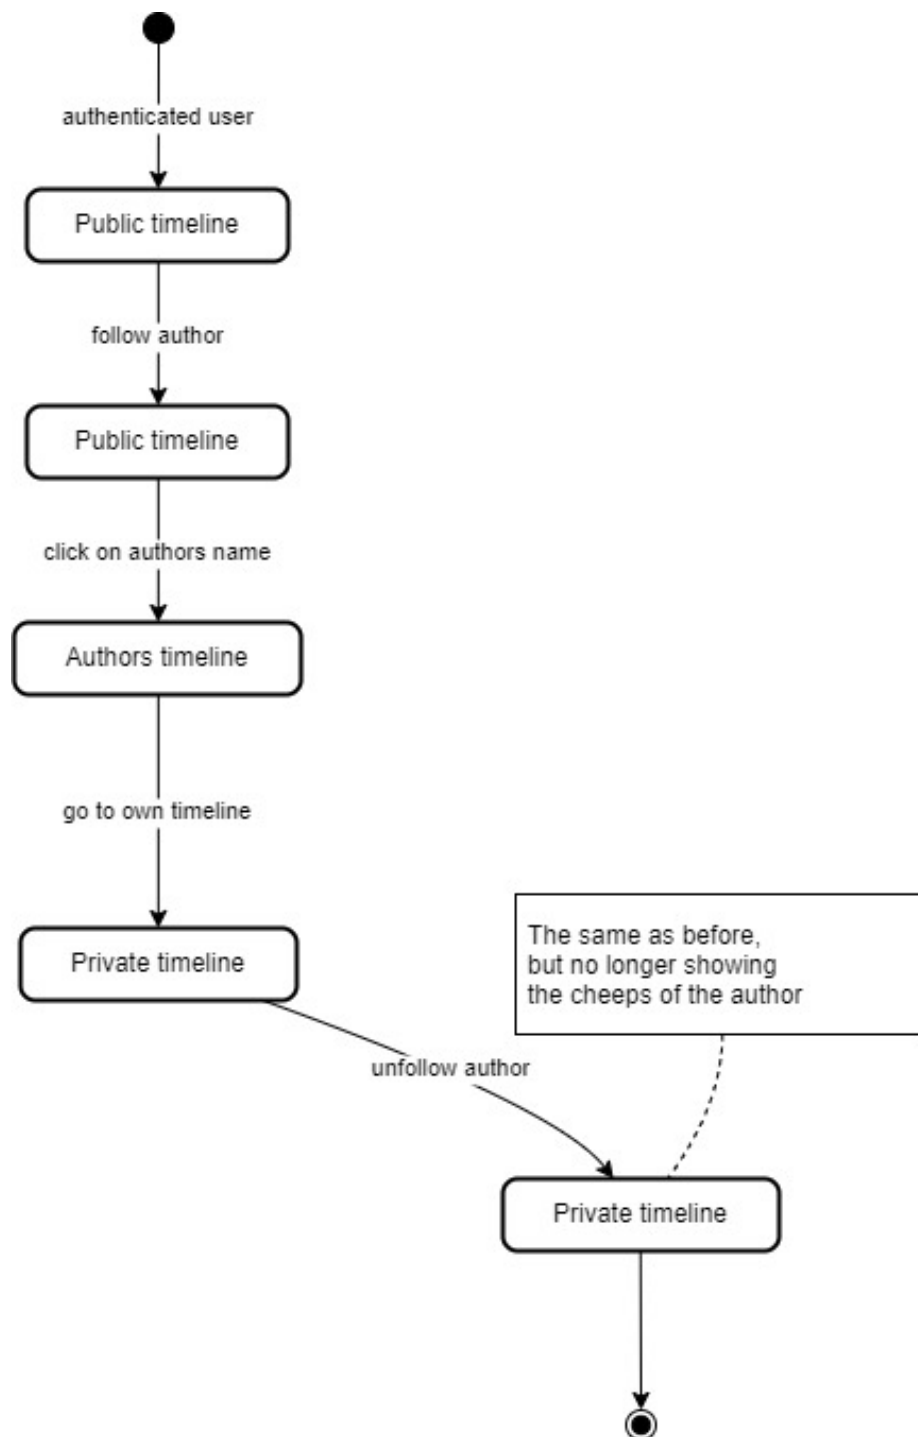 authenticated user
Public timeline
follow author
Public timeline
click on authors name
Authors timeline
go to own timeline
Private timeline
The same as before,
but no longer showing
the cheeps of the author
unfollow author
Private timeline